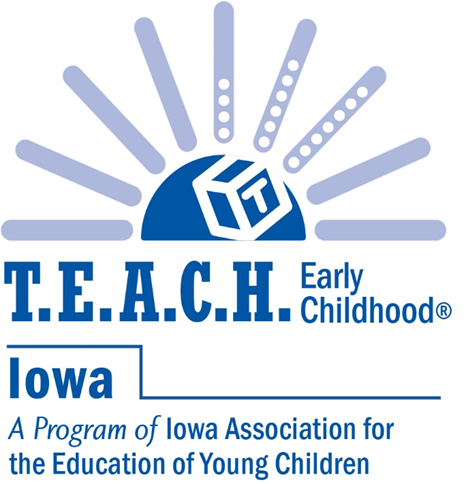 T
T.E.A.C.H. Early
Childhood®
Iowa
A Program of Iowa Association for
the Education of Young Children